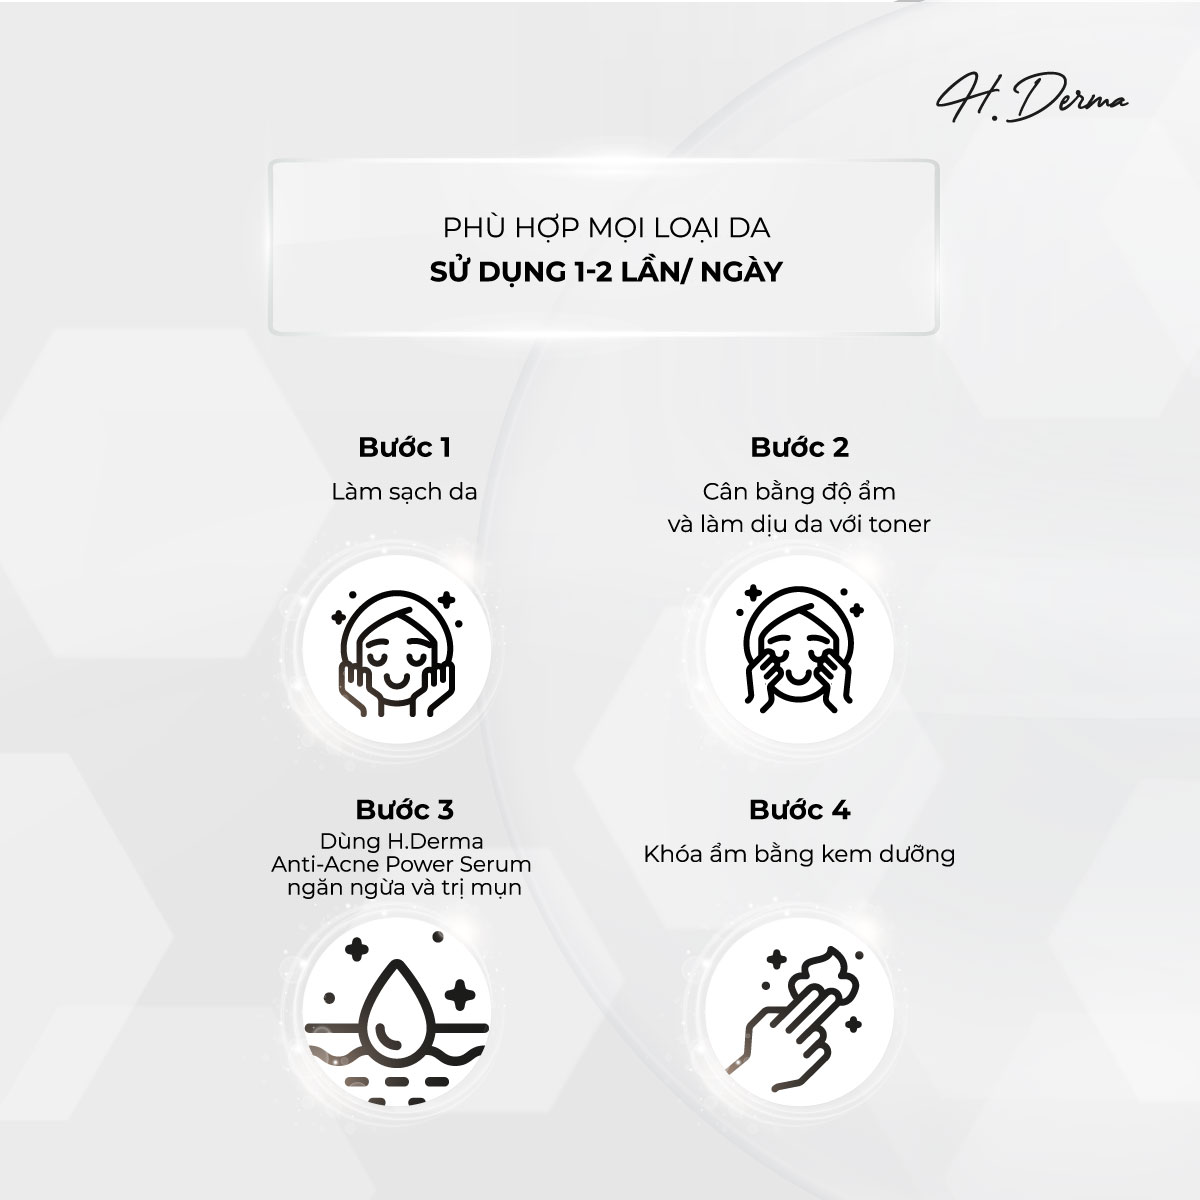 H. Derma
PHÙ HỢP MỌI LOẠI DA
SỬ DỤNG 1-2 LẦN/ NGÀY
Bước 1
Làm sạch da
Bước 2
Cân bằng độ ẩm
và làm dịu da với toner
Bước 3
Dùng H.Derma
Anti-Acne Power Serum
ngăn ngừa và trị mụn
Bước 4
Khóa ẩm bằng kem dưỡng